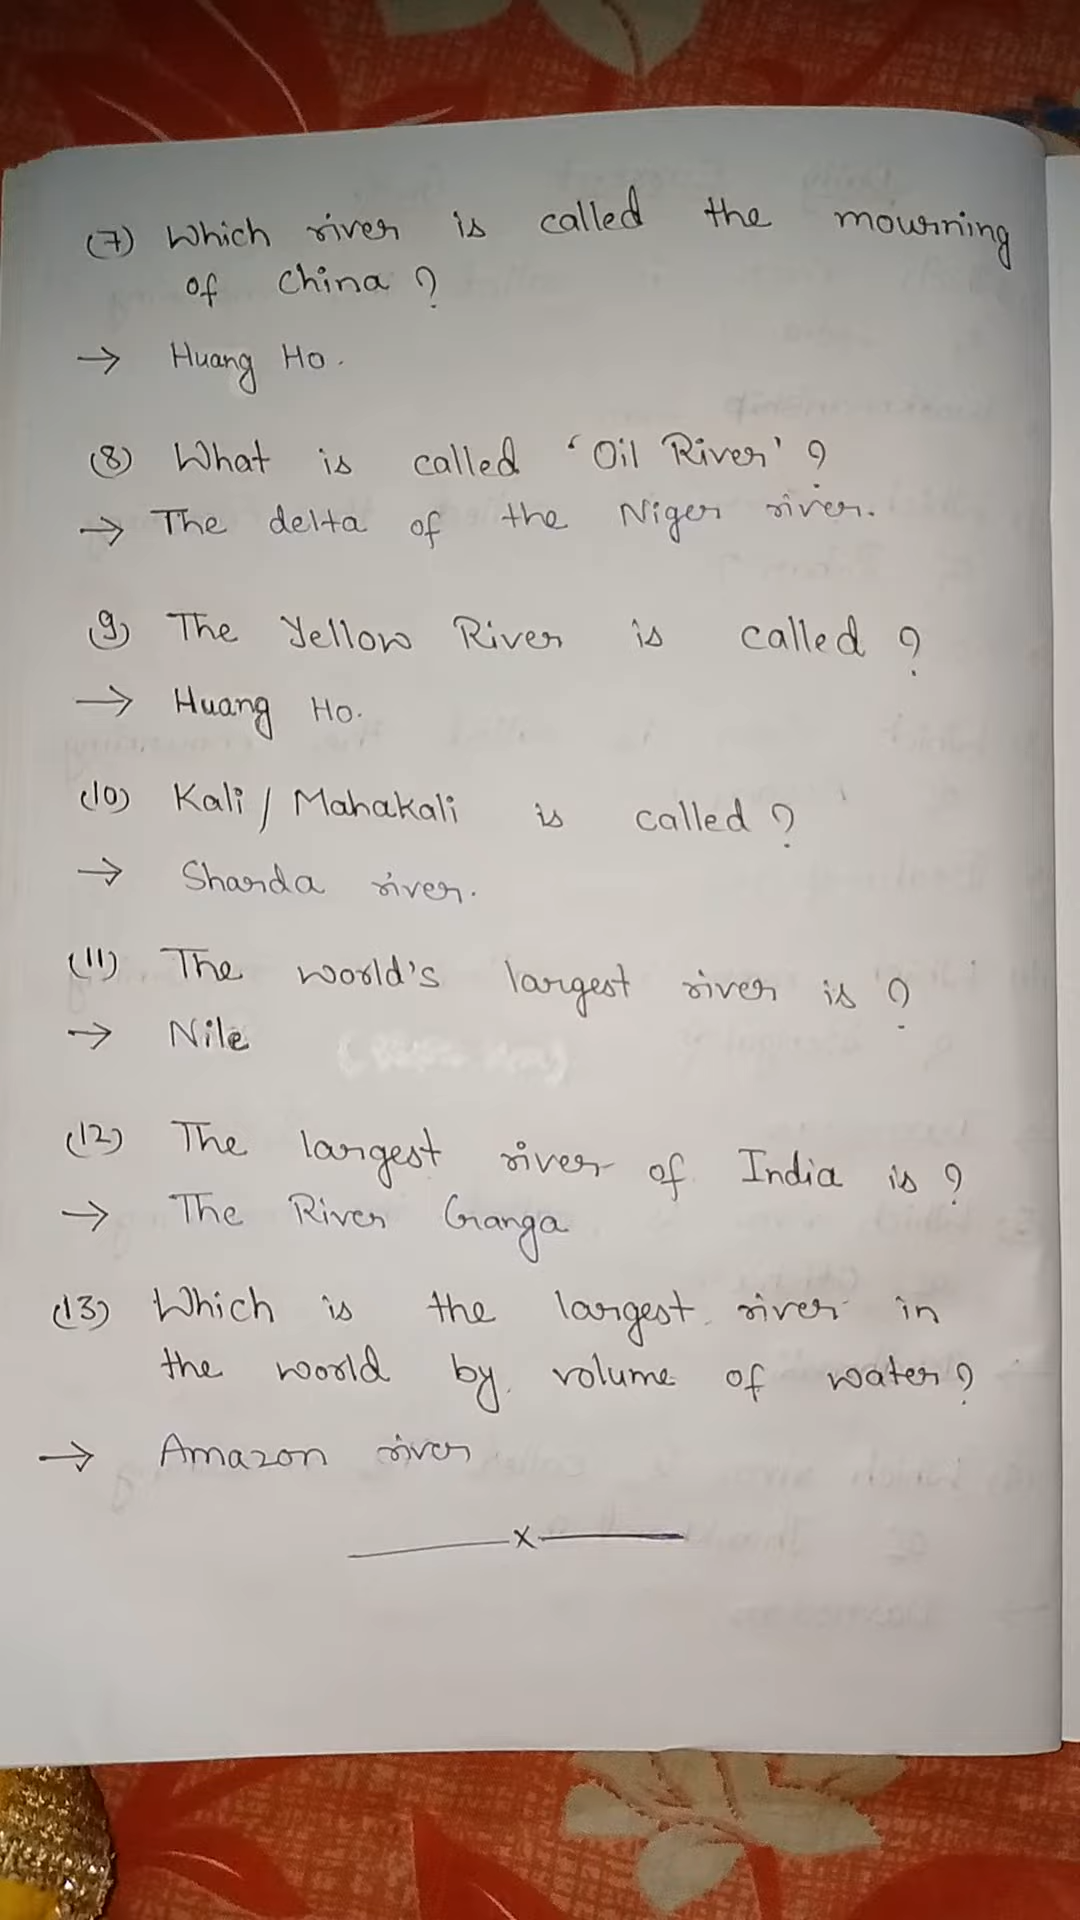 (7) Which river is called the mourning
of China ?
→ Huang Ho.
(8) What is called 'Oil River' ?
→ The delta of the Niger river.
(9) The Yellow River is called ?
→ Huang Ho.
(10) Kali / Mahakali is called ?
→ Sharda river.
(11) The world's largest river is ?
→ Nile
(12) The largest river of India is ?
→ The River Ganga
(13) Which is the largest river in
the world by volume of water ?
→ Amazon river
x